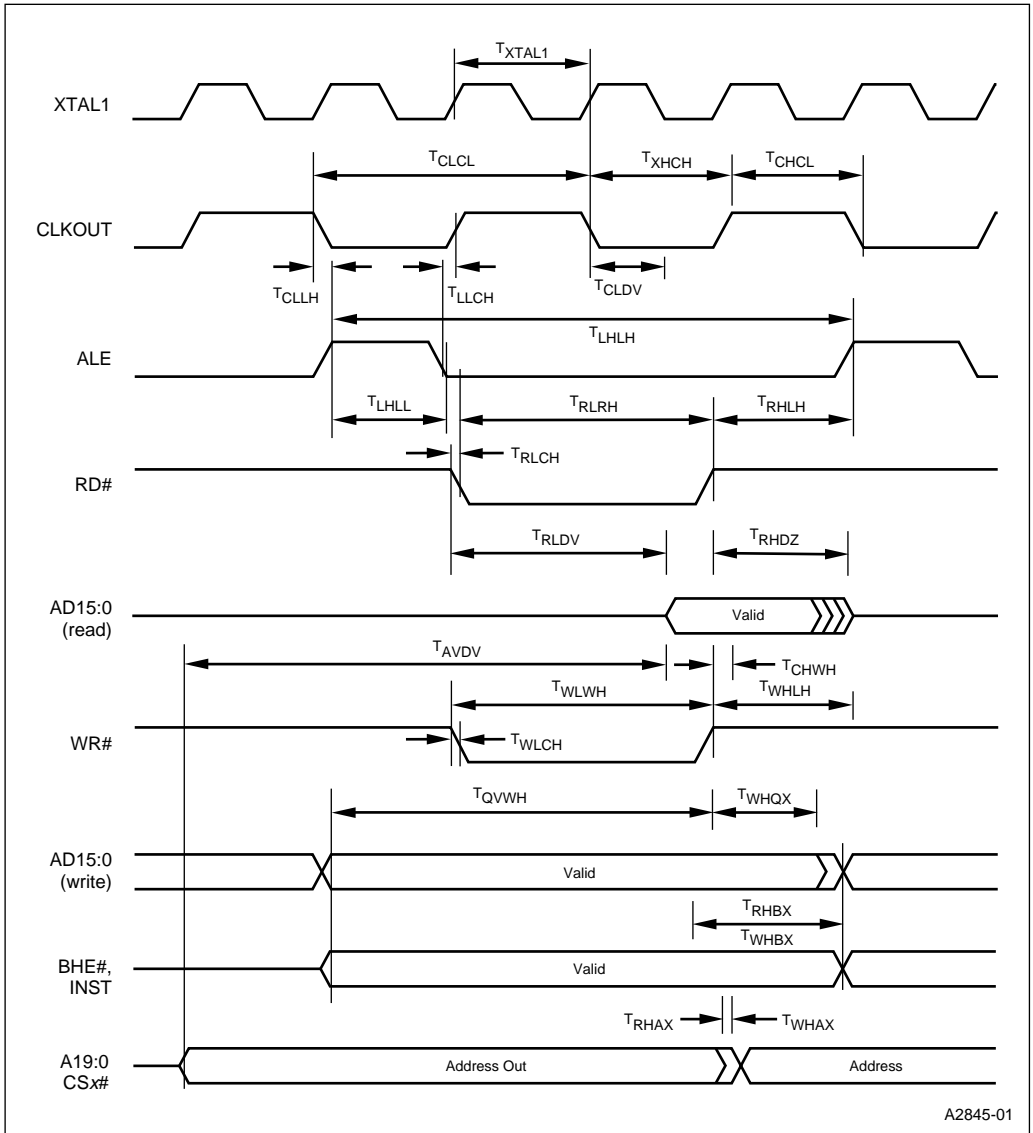 TXTAL1
XTAL1
TCLCL
TXHCH
TCHCL
CLKOUT
TCLLH
TLLCH
TCLDV
TLHLH
ALE
TLHLL
TRLRH
TRHLH
TRLCH
RD#
TRLDV
TRHDZ
AD15:0
(read)
Valid
TAVDV
TCHWH
TWLWH
TWHLH
WR#
TWLCH
TQVWH
TWHQX
AD15:0
(write)
Valid
TRHBX
TWHBX
BHE#,
INST
Valid
TRHAX
TWHAX
A19:0
CSx#
Address Out
Address
A2845-01